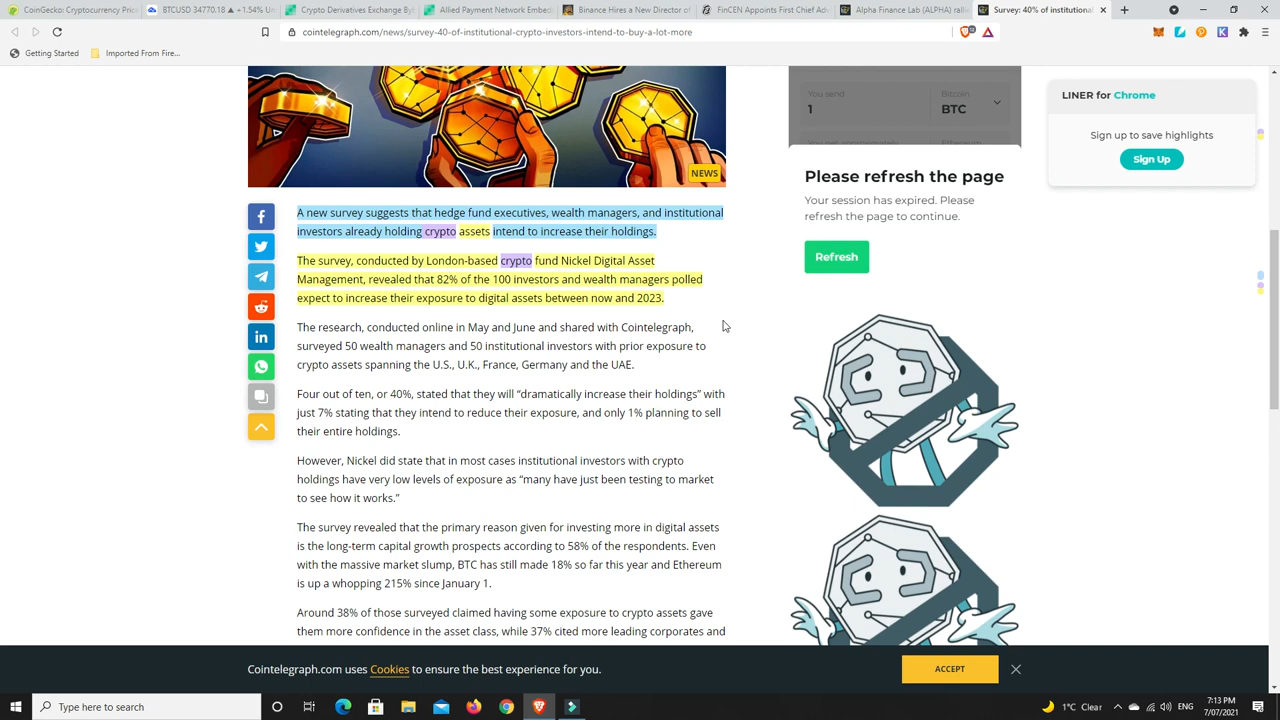 CoinGecko: Cryptocurrency Pric
BTCUSD 34770.18 ▲ +1.54% Un
Crypto Derivative Exchange Byb
Allied Payment Network Embed
Binance Hires a New Director of
FinCEN Appoints First Chief Adv
Alpha Finance Lab (ALPHA) rallie
Survey: 40% of institutional
cointelegraph.com/news/survey-40-of-institutional-crypto-investors-intend-to-buy-a-lot-more
Getting Started
Imported From Fire...
NEWS
A new survey suggests that hedge fund executives, wealth managers, and institutional
investors already holding crypto assets intend to increase their holdings.
The survey, conducted by London-based crypto fund Nickel Digital Asset
Management, revealed that 82% of the 100 investors and wealth managers polled
expect to increase their exposure to digital assets between now and 2023.
The research, conducted online in May and June and shared with Cointelegraph,
surveyed 50 wealth managers and 50 institutional investors with prior exposure to
crypto assets spanning the U.S., U.K., France, Germany and the UAE.
Four out of ten, or 40%, stated that they will “dramatically increase their holdings” with
just 7% stating that they intend to reduce their exposure, and only 1% planning to sell
their entire holdings.
However, Nickel did state that in most cases institutional investors with crypto
holdings have very low levels of exposure as “many have just been testing to market
to see how it works.”
The survey revealed that the primary reason given for investing more in digital assets
is the long-term capital growth prospects according to 58% of the respondents. Even
with the massive market slump, BTC has still made 18% so far this year and Ethereum
is up a whopping 215% since January 1.
Around 38% of those surveyed claimed having some exposure to crypto assets gave
them more confidence in the asset class, while 37% cited more leading corporates and
You send
1
Bitcoin
BTC
Please refresh the page
Your session has expired. Please
refresh the page to continue.
Refresh
LINER for Chrome
Sign up to save highlights
Sign Up
Cointelegraph.com uses Cookies to ensure the best experience for you.
ACCEPT
Type here to search
1°C Clear
ENG
7:13 PM
7/07/2021